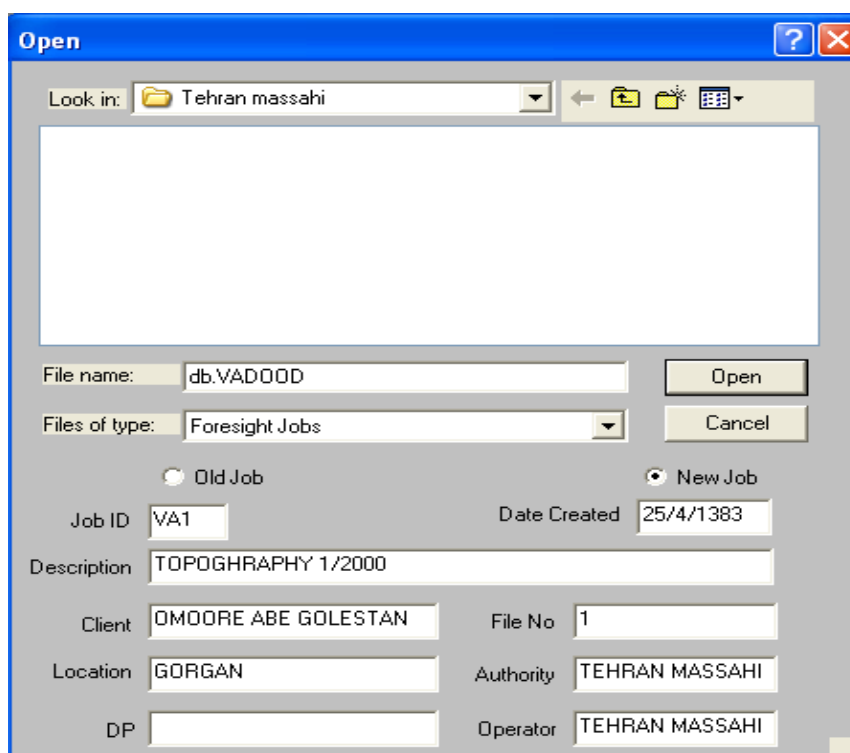 Open
Look in: Tehran massahi
File name: db.VADOOD Open
Files of type: Foresight Jobs Cancel
Old Job New Job
Job ID VA1 Date Created 25/4/1383
Description TOPOGHRAPHY 1/2000
Client OMOORE ABE GOLESTAN File No 1
Location GORGAN Authority TEHRAN MASSAHI
DP Operator TEHRAN MASSAHI